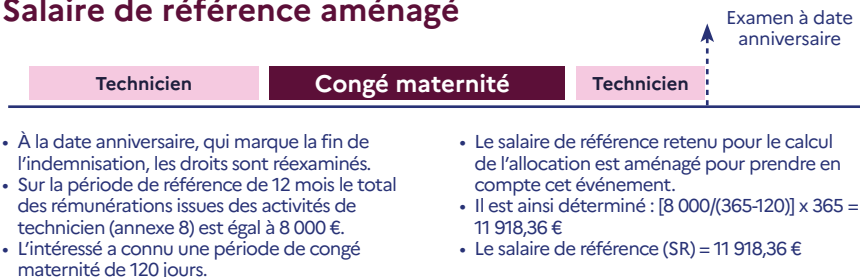 Salaire de référence aménagé
Examen à date
anniversaire
Technicien
Congé maternité
Technicien
• À la date anniversaire, qui marque la fin de
l'indemnisation, les droits sont réexaminés.
• Sur la période de référence de 12 mois le total
des rémunérations issues des activités de
technicien (annexe 8) est égal à 8 000 €.
• L'intéressé a connu une période de congé
maternité de 120 jours.
• Le salaire de référence retenu pour le calcul
de l'allocation est aménagé pour prendre en
compte cet événement.
• Il est ainsi déterminé : [8 000/(365-120)] x 365 =
11 918,36 €
• Le salaire de référence (SR) = 11 918,36 €